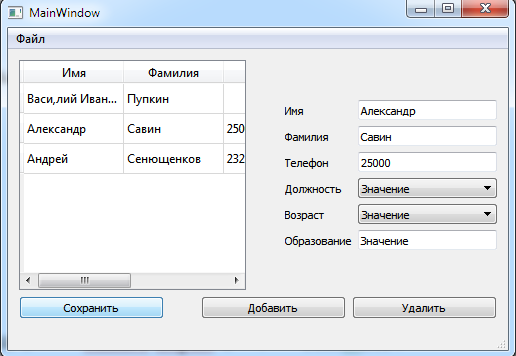 MainWindow
Файл
Имя Фамилия
Васи,лий Иван... Пупкин
Александр Савин 250
Андрей Сенющенков 232
Имя Александр
Фамилия Савин
Телефон 25000
Должность Значение
Возраст Значение
Образование Значение
Сохранить Добавить Удалить